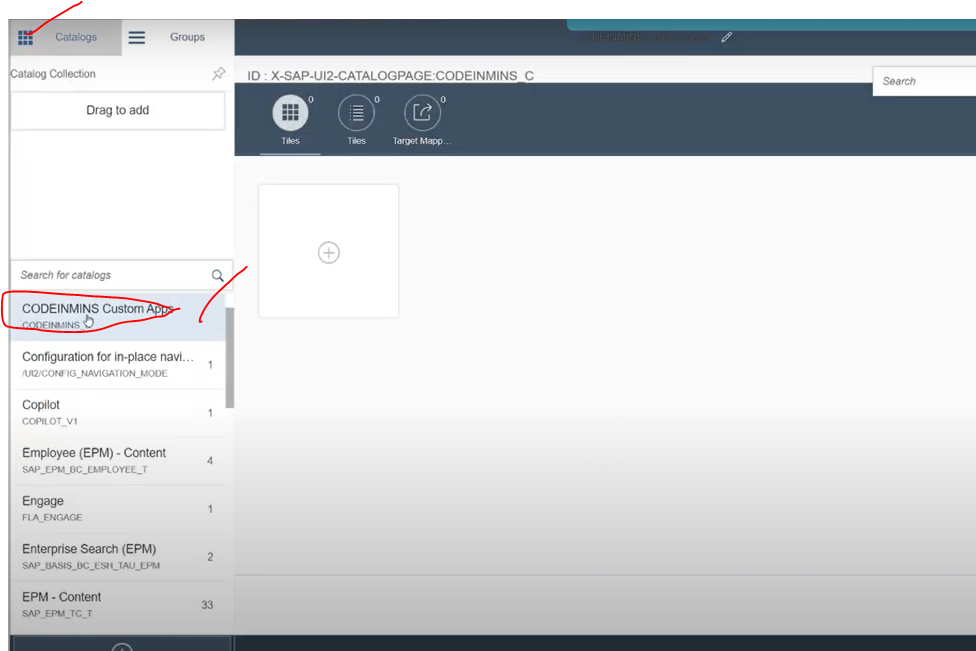 Catalogs
Groups
Catalog Collection
Drag to add
Search for catalogs
CODEINMINS Custom Apps
CODEINMINS
Configuration for in-place navi...
1
/UI2/CONFIG_NAVIGATION_MODE
Copilot
1
COPILOT_V1
Employee (EPM) - Content
4
SAP_EPM_BC_EMPLOYEE_T
Engage
1
FLA_ENGAGE
Enterprise Search (EPM)
2
SAP_BASIS_BC_ESH_TAU_EPM
EPM - Content
33
SAP_EPM_TC_T
ID : X-SAP-UI2-CATALOGPAGE:CODEINMINS_C
Search
0
Tiles
0
Tiles
0
Target Mapp...